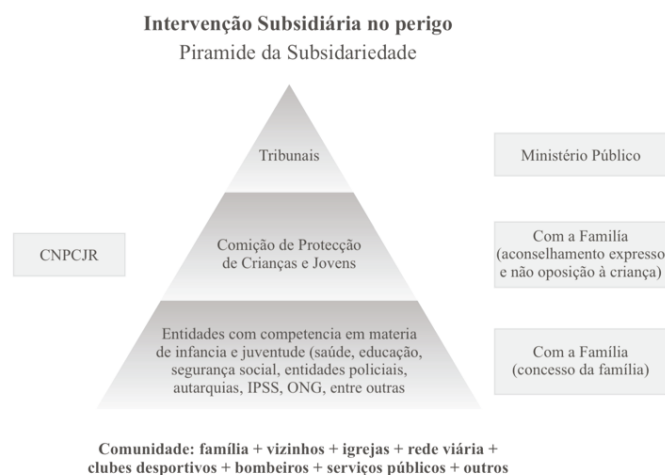 Intervenção Subsidiária no perigo
Piramide da Subsidariedade
Tribunais
Ministério Público
CNPCJR
Comição de Protecção
de Crianças e Jovens
Com a Familía
(aconselhamento expresso
e não oposição à criança)
Entidades com competencia em materia
de infancia e juventude (saúde, educação,
segurança social, entidades policiais,
autarquias, IPSS, ONG, entre outras
Com a Família
(concesso da família)
Comunidade: família + vizinhos + igrejas + rede viária +
clubes desportivos + bombeiros + serviços públicos + outros